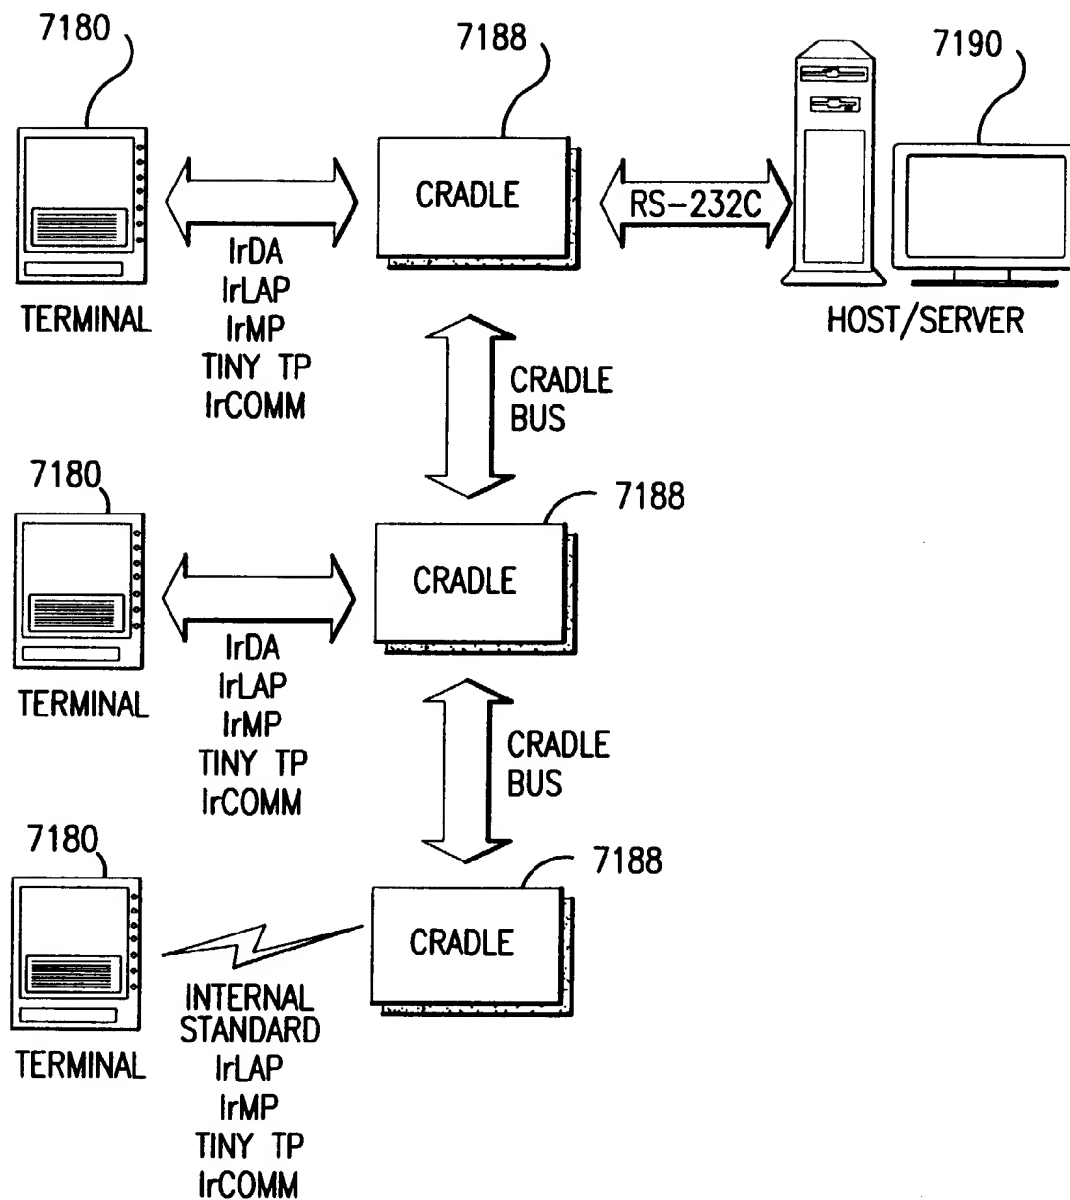 7180
7188
7190
CRADLE
RS-232C
IrDA
IrLAP
IrMP
TINY TP
IrCOMM
TERMINAL
HOST/SERVER
CRADLE
BUS
7180
7188
CRADLE
IrDA
IrLAP
IrMP
TINY TP
IrCOMM
TERMINAL
CRADLE
BUS
7180
7188
CRADLE
INTERNAL
STANDARD
IrLAP
IrMP
TINY TP
IrCOMM
TERMINAL